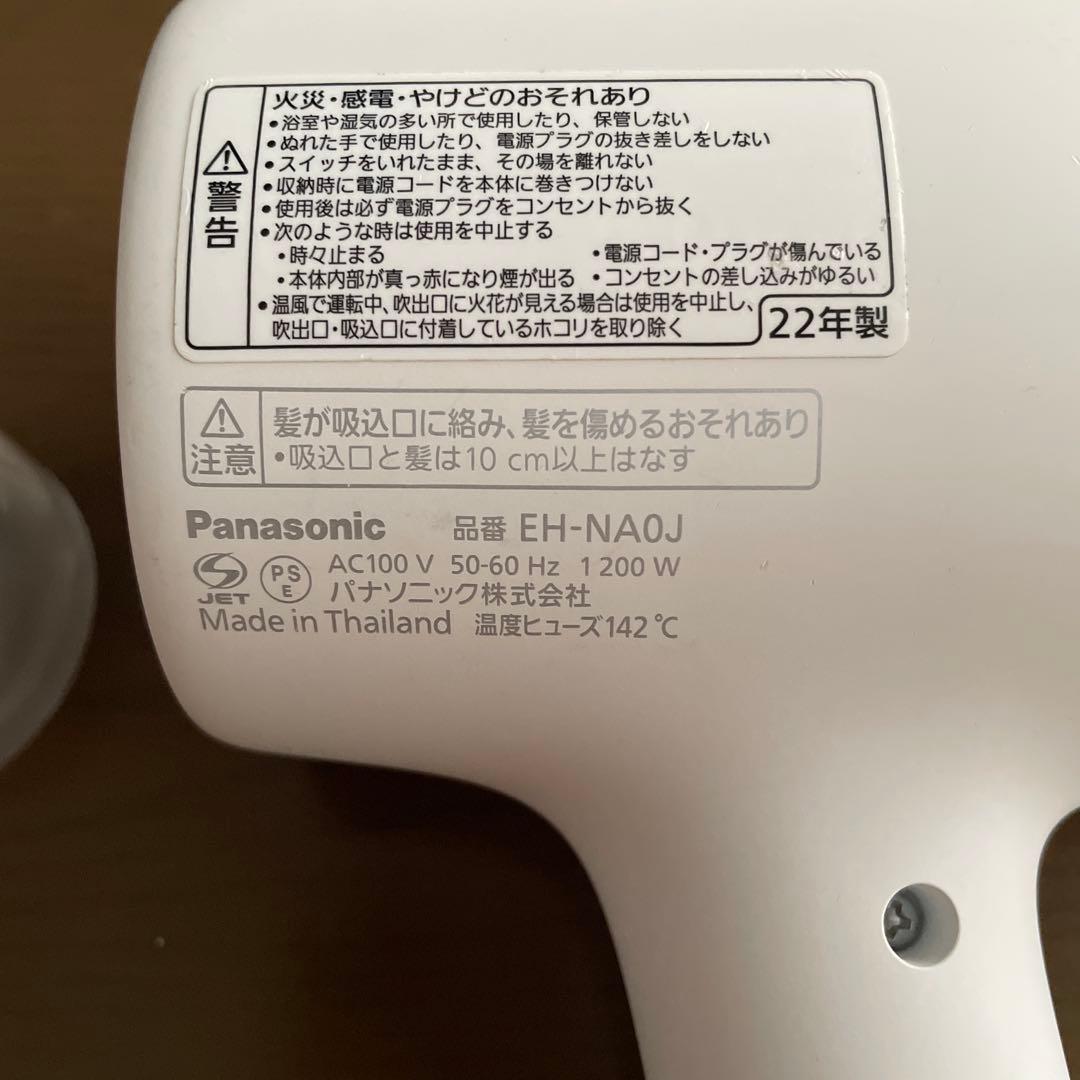 火災・感電・やけどのおそれあり
⚠警告
•浴室や湿気の多い所で使用したり、保管しない
•ぬれた手で使用したり、電源プラグの抜き差しをしない
•スイッチをいれたまま、その場を離れない
•収納時に電源コードを本体に巻きつけない
•使用後は必ず電源プラグをコンセントから抜く
•次のような時は使用を中止する
•時々止まる •電源コード・プラグが傷んでいる
•本体内部が真っ赤になり煙が出る •コンセントの差し込みがゆるい
•温風で運転中、吹出口に火花が見える場合は使用を中止し、
吹出口・吸込口に付着しているホコリを取り除く
22年製
⚠注意
髪が吸込口に絡み、髪を傷めるおそれあり
•吸込口と髪は10 cm以上はなす
Panasonic 品番 EH-NA0J
JET PSE AC100 V 50-60 Hz 1 200 W
パナソニック株式会社
Made in Thailand 温度ヒューズ142℃